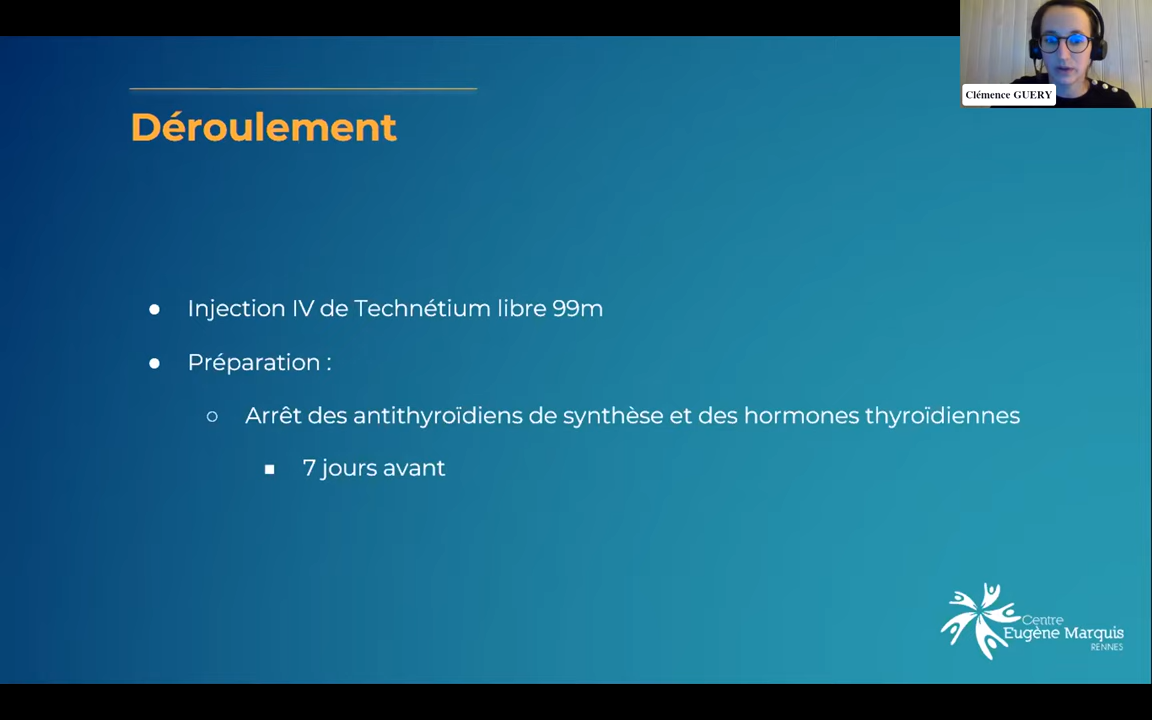 Clémence GUERY
Déroulement
● Injection IV de Technétium libre 99m
● Préparation :
○ Arrêt des antithyroïdiens de synthèse et des hormones thyroïdiennes
■ 7 jours avant
Centre
Eugène Marquis
RENNES